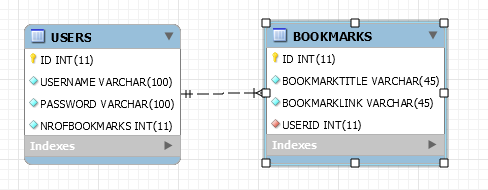 USERS
ID INT(11)
USERNAME VARCHAR(100)
PASSWORD VARCHAR(100)
NROFBOOKMARKS INT(11)
Indexes
BOOKMARKS
ID INT(11)
BOOKMARKTITLE VARCHAR(45)
BOOKMARKLINK VARCHAR(45)
USERID INT(11)
Indexes